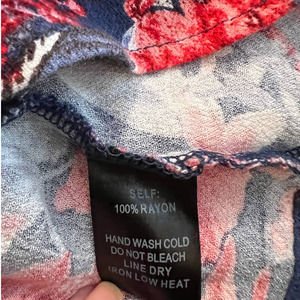 SELF:
100% RAYON
HAND WASH COLD
DO NOT BLEACH
LINE DRY
IRON LOW HEAT